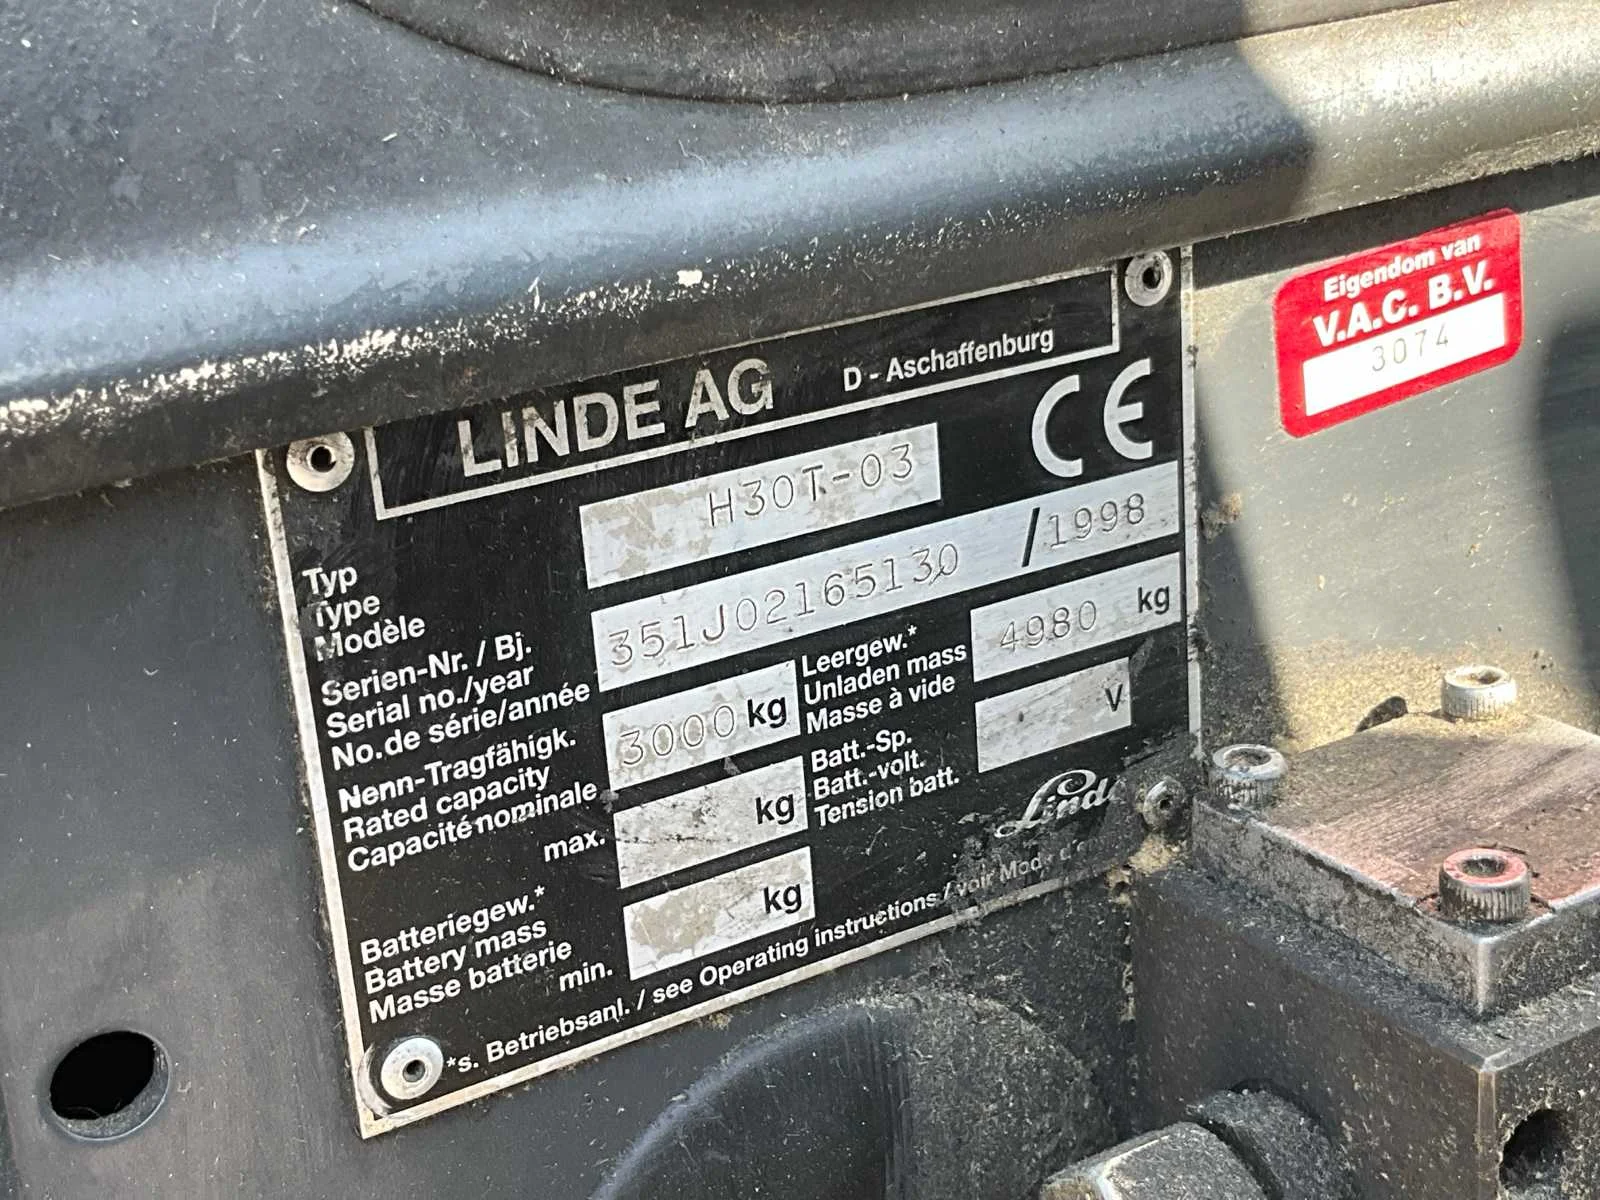 Eigendom van
V.A.C. B.V.
3074
LINDE AG D - Aschaffenburg
CE
Typ
Type
Modèle
H30T-03
Serien-Nr. / Bj.
Serial no./year
No.de série/année
351J02165130 /1998
Nenn-Tragfähigk.
Rated capacity
Capacité nominale
3000 kg
Leergew.*
Unladen mass
Masse à vide
4980 kg
Batteriegew.*
Battery mass
Masse batterie
max. kg
min. kg
Batt.-Sp.
Batt.-volt.
Tension batt.
V
Linde
*s. Betriebsanl. / see Operating instructions / voir Mode